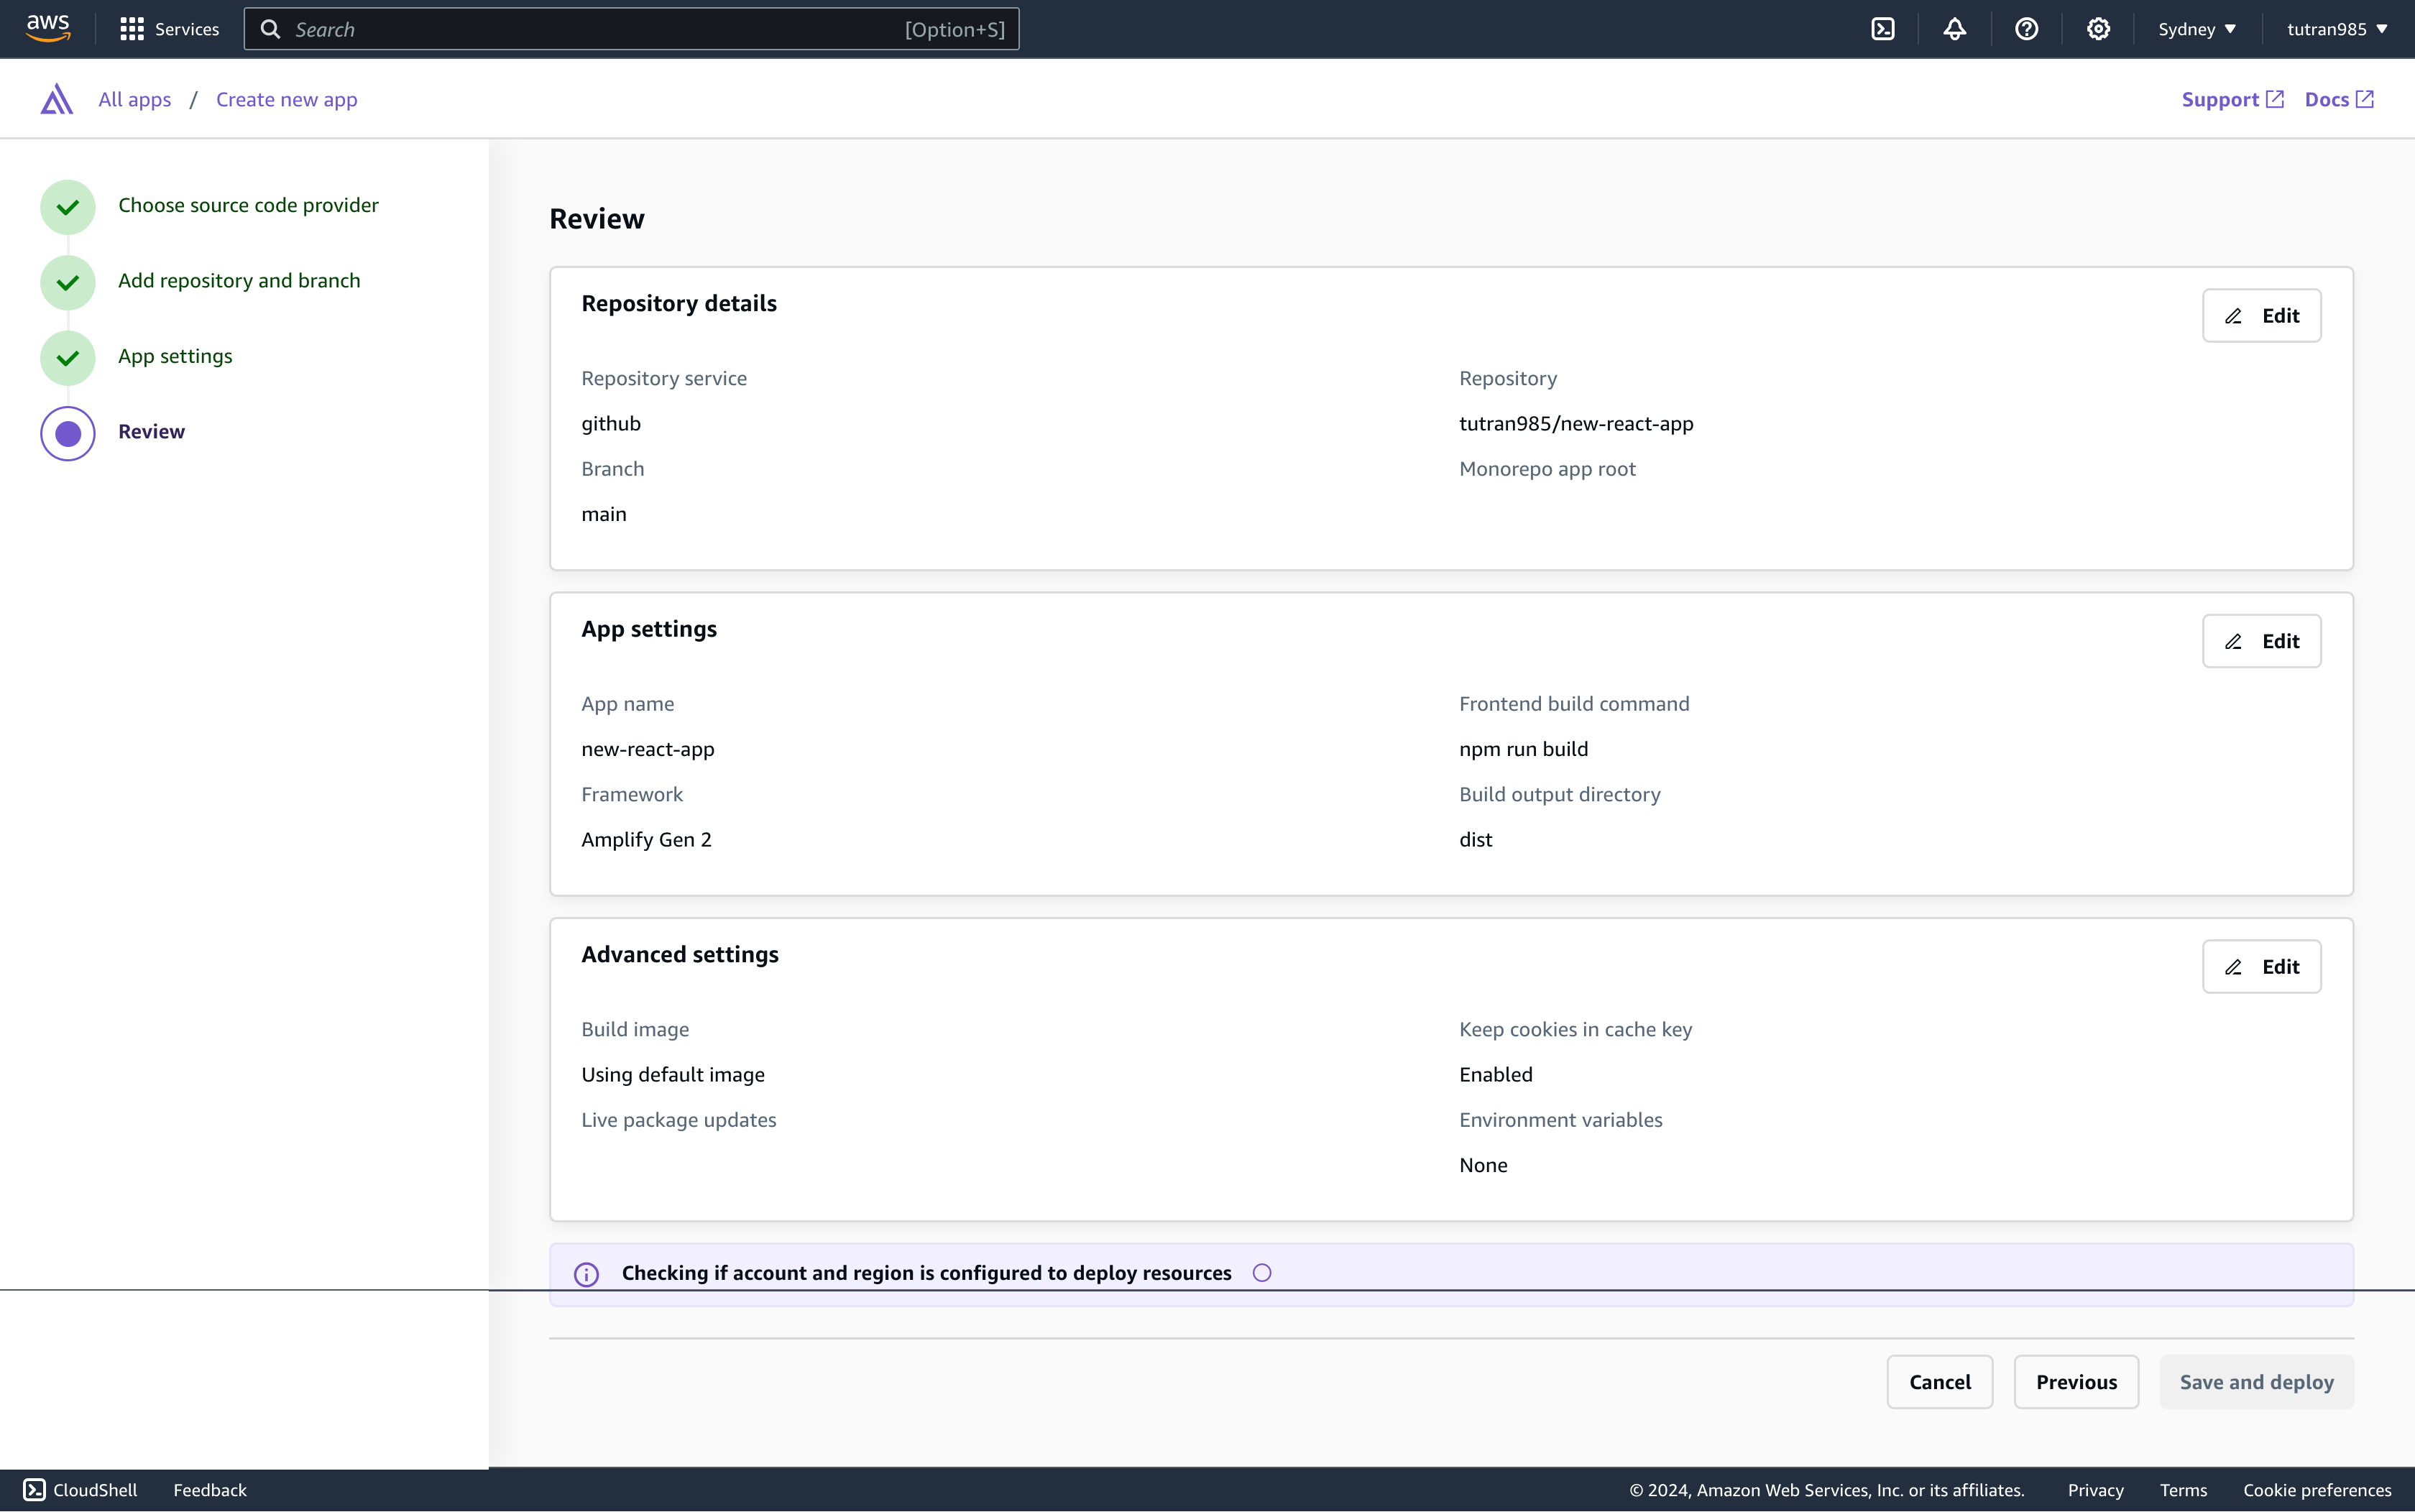 aws
Services
Search
[Option+S]
Sydney
tutran985
All apps / Create new app
Support
Docs
Choose source code provider
Add repository and branch
App settings
Review
Review
Repository details
Edit
Repository service
Repository
github
tutran985/new-react-app
Branch
Monorepo app root
main
App settings
Edit
App name
Frontend build command
new-react-app
npm run build
Framework
Build output directory
Amplify Gen 2
dist
Advanced settings
Edit
Build image
Keep cookies in cache key
Using default image
Enabled
Live package updates
Environment variables
None
Checking if account and region is configured to deploy resources
Cancel
Previous
Save and deploy
CloudShell
Feedback
© 2024, Amazon Web Services, Inc. or its affiliates.
Privacy
Terms
Cookie preferences